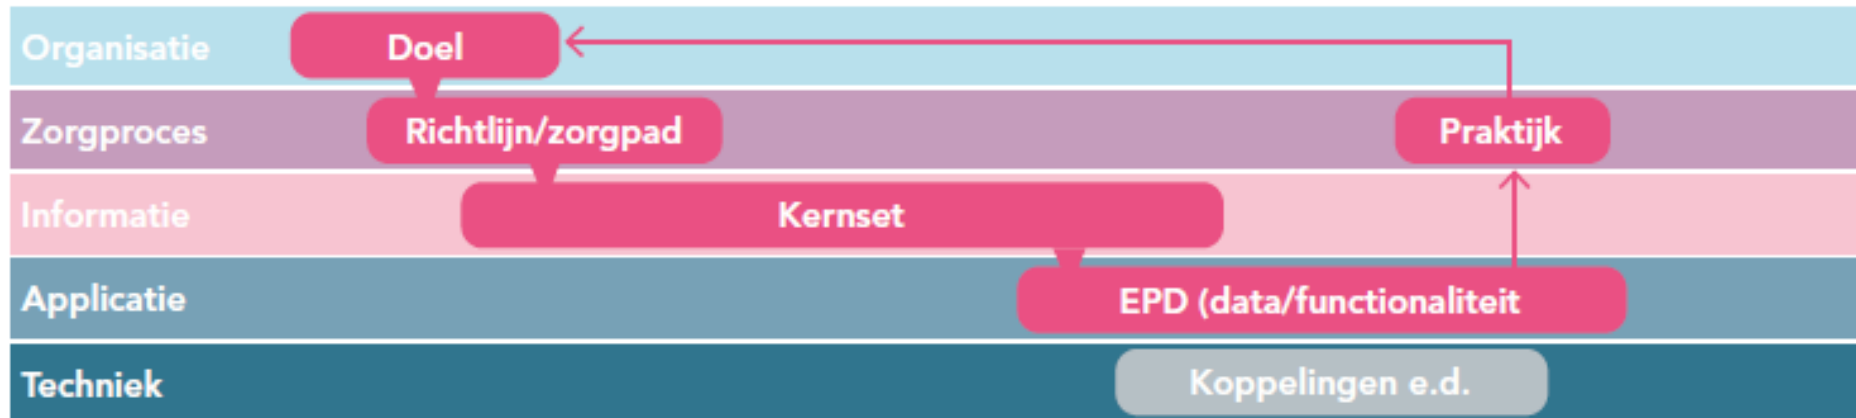 Organisatie Doel
Zorgproces Richtlijn/zorgpad Praktijk
Informatie Kernset
Applicatie EPD (data/functionaliteit
Techniek Koppelingen e.d.